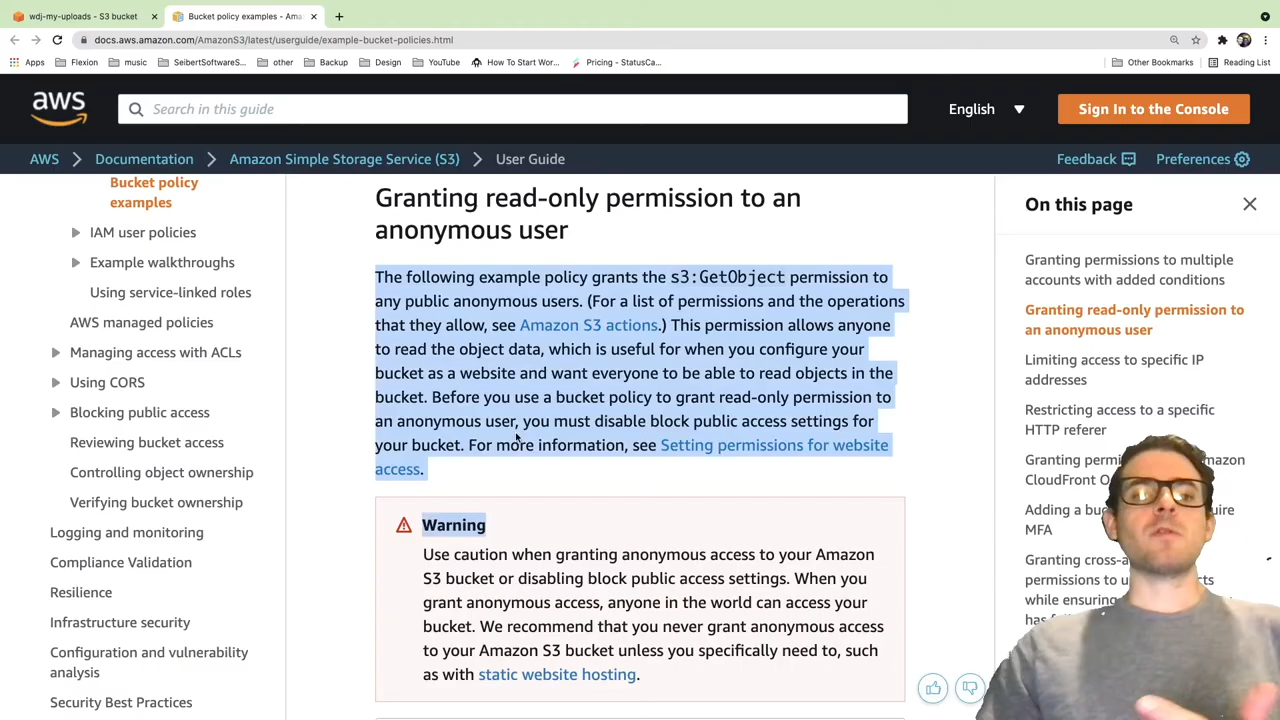 wdj-my-uploads - S3 bucket
Bucket policy examples - Ama
docs.aws.amazon.com/AmazonS3/latest/userguide/example-bucket-policies.html
Apps
Flexion
music
SeibertSoftwareS...
other
Backup
Design
YouTube
How To Start Wor...
Pricing - StatusCa...
Other Bookmarks
Reading List
aws
Search in this guide
English
Sign In to the Console
AWS > Documentation > Amazon Simple Storage Service (S3) > User Guide
Feedback
Preferences
Bucket policy
examples
IAM user policies
Example walkthroughs
Using service-linked roles
AWS managed policies
Managing access with ACLs
Using CORS
Blocking public access
Reviewing bucket access
Controlling object ownership
Verifying bucket ownership
Logging and monitoring
Compliance Validation
Resilience
Infrastructure security
Configuration and vulnerability
analysis
Security Best Practices
Granting read-only permission to an
anonymous user
The following example policy grants the s3:GetObject permission to
any public anonymous users. (For a list of permissions and the operations
that they allow, see Amazon S3 actions.) This permission allows anyone
to read the object data, which is useful for when you configure your
bucket as a website and want everyone to be able to read objects in the
bucket. Before you use a bucket policy to grant read-only permission to
an anonymous user, you must disable block public access settings for
your bucket. For more information, see Setting permissions for website
access.
Warning
Use caution when granting anonymous access to your Amazon
S3 bucket or disabling block public access settings. When you
grant anonymous access, anyone in the world can access your
bucket. We recommend that you never grant anonymous access
to your Amazon S3 bucket unless you specifically need to, such
as with static website hosting.
On this page
Granting permissions to multiple
accounts with added conditions
Granting read-only permission to
an anonymous user
Limiting access to specific IP
addresses
Restricting access to a specific
HTTP referer
Granting
CloudFront
Adding a
MFA
Granting
permissions to
while ensuring
has